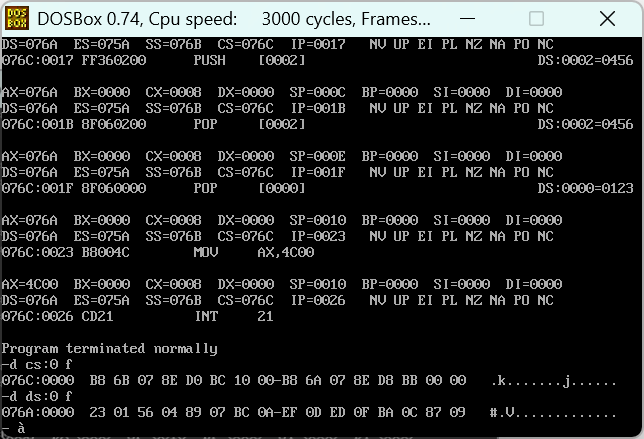 DOSBox 0.74, Cpu speed:    3000 cycles, Frames...
DS=076A  ES=075A  SS=076B  CS=076C  IP=0017   NV UP EI PL NZ NA PO NC
076C:0017 FF360200      PUSH    [0002]                             DS:0002=0456
AX=076A  BX=0000  CX=0008  DX=0000  SP=000C  BP=0000  SI=0000  DI=0000
DS=076A  ES=075A  SS=076B  CS=076C  IP=001B   NV UP EI PL NZ NA PO NC
076C:001B 8F060200      POP     [0002]                             DS:0002=0456
AX=076A  BX=0000  CX=0008  DX=0000  SP=000E  BP=0000  SI=0000  DI=0000
DS=076A  ES=075A  SS=076B  CS=076C  IP=001F   NV UP EI PL NZ NA PO NC
076C:001F 8F060000      POP     [0000]                             DS:0000=0123
AX=076A  BX=0000  CX=0008  DX=0000  SP=0010  BP=0000  SI=0000  DI=0000
DS=076A  ES=075A  SS=076B  CS=076C  IP=0023   NV UP EI PL NZ NA PO NC
076C:0023 B8004C        MOV     AX,4C00
AX=4C00  BX=0000  CX=0008  DX=0000  SP=0010  BP=0000  SI=0000  DI=0000
DS=076A  ES=075A  SS=076B  CS=076C  IP=0026   NV UP EI PL NZ NA PO NC
076C:0026 CD21          INT     21
Program terminated normally
-d cs:0 f
076C:0000  B8 6B 07 8E D0 BC 10 00-B8 6A 07 8E D8 BB 00 00   .k.......j......
-d ds:0 f
076A:0000  23 01 56 04 89 07 BC 0A-EF 0D ED 0F BA 0C 87 09   #.V.............
- à